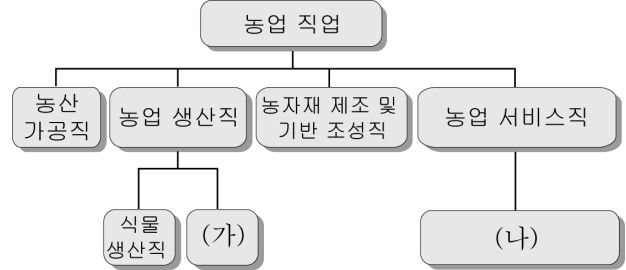 농업 직업
농산
가공직
농업 생산직
농자재 제조 및
기반 조성직
농업 서비스직
식물
생산직
(가)
(나)